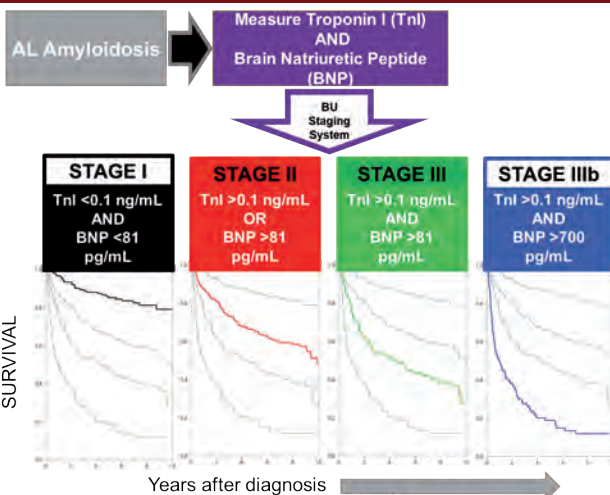 AL Amyloidosis
Measure Troponin I (TnI)
AND
Brain Natriuretic Peptide
(BNP)
BU
Staging
System
STAGE I
TnI <0.1 ng/mL
AND
BNP <81
pg/mL
STAGE II
TnI >0.1 ng/mL
OR
BNP >81
pg/mL
STAGE III
TnI >0.1 ng/mL
AND
BNP >81
pg/mL
STAGE IIIb
TnI >0.1 ng/mL
AND
BNP >700
pg/mL
SURVIVAL
Years after diagnosis